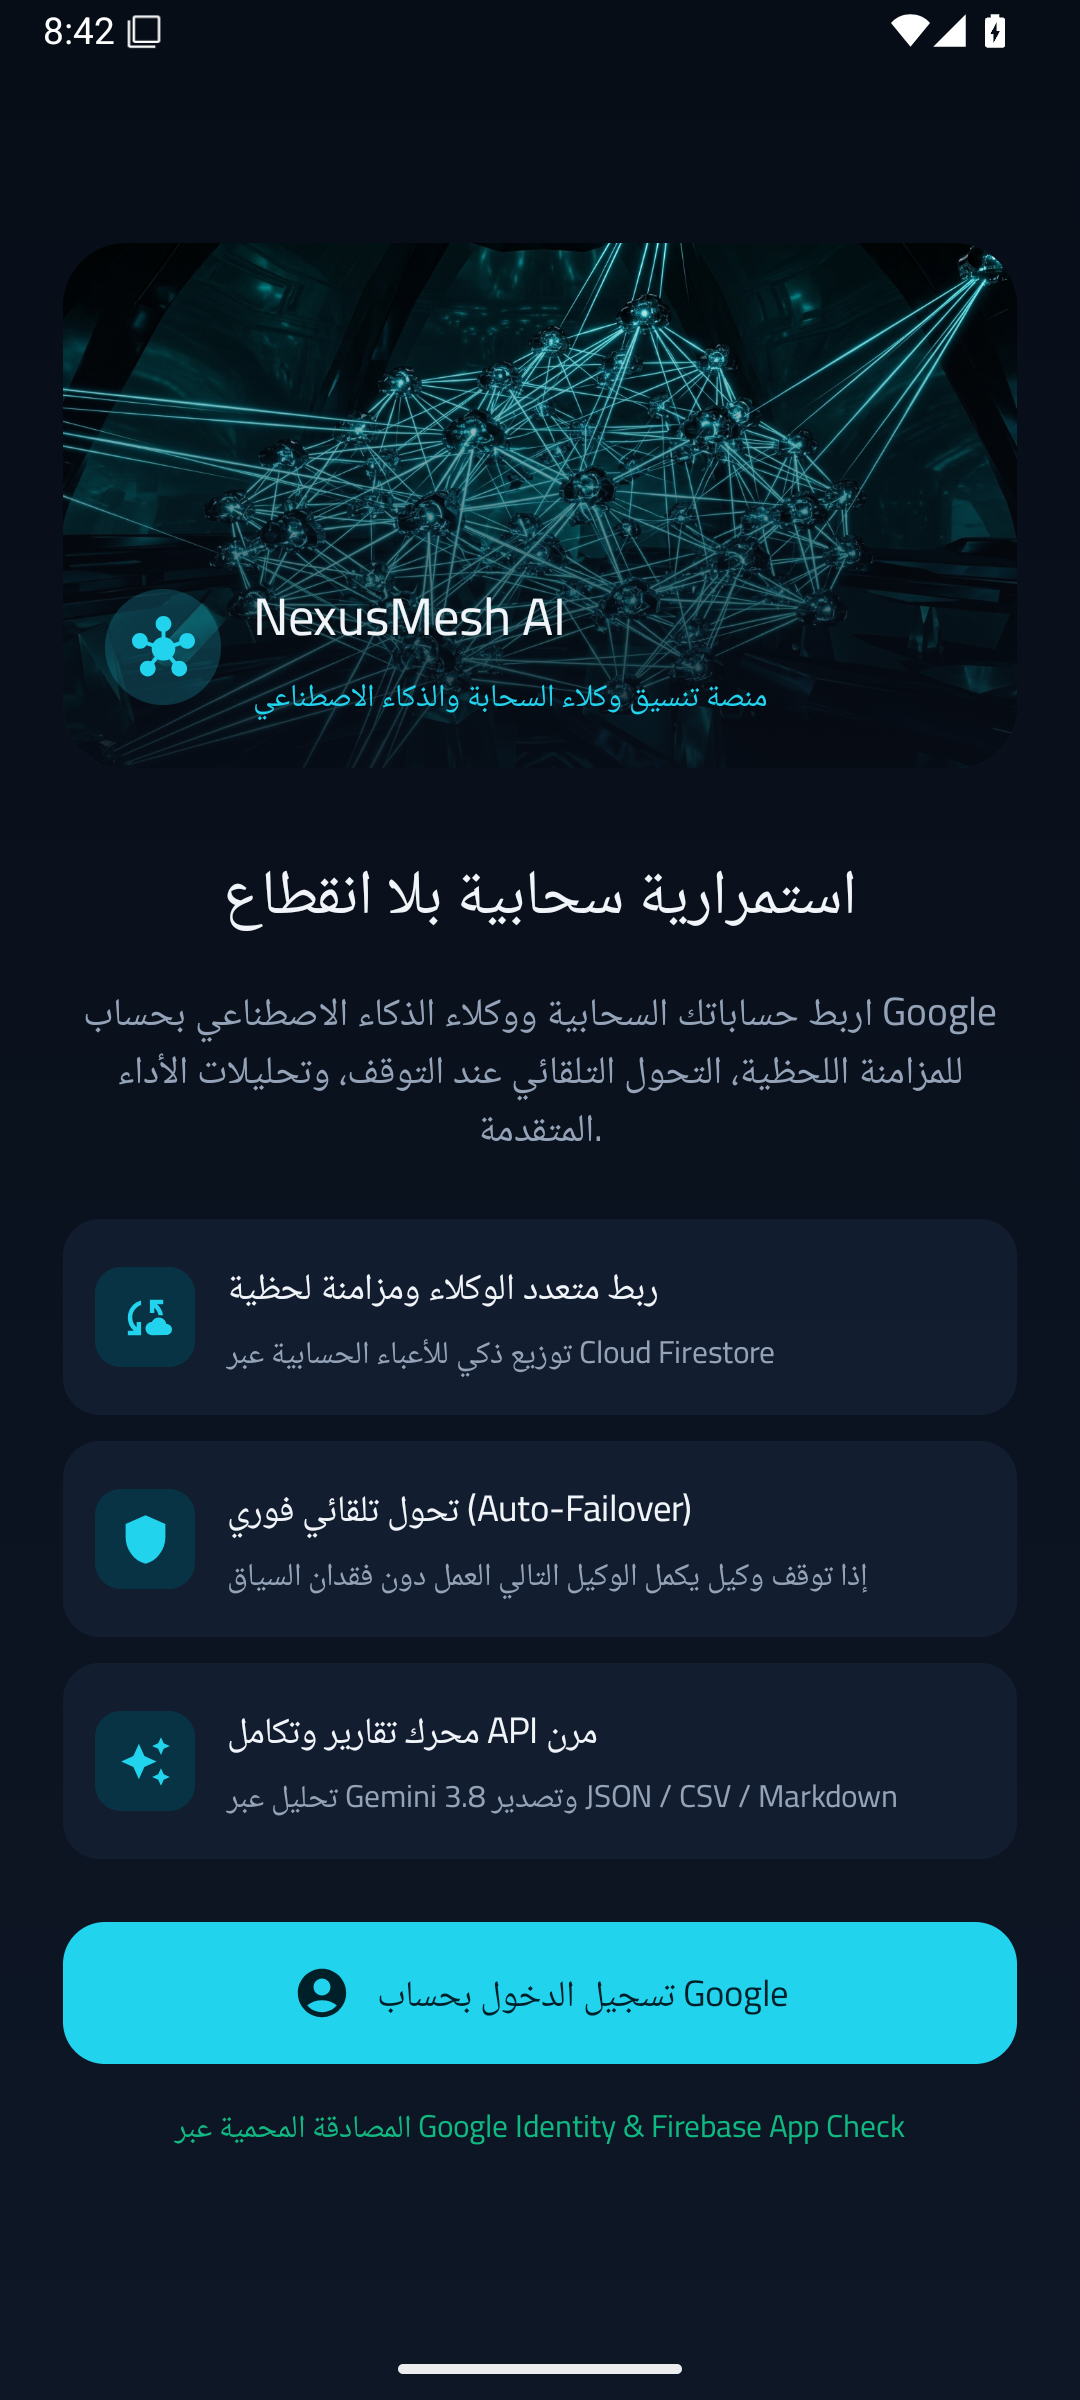 8:42
NexusMesh AI
منصة تنسيق وكلاء السحابة والذكاء الاصطناعي
استمرارية سحابية بلا انقطاع
اربط حساباتك السحابية ووكلاء الذكاء الاصطناعي بحساب Google
للمزامنة اللحظية، التحول التلقائي عند التوقف، وتحليلات الأداء
المتقدمة.
ربط متعدد الوكلاء ومزامنة لحظية
توزيع ذكي للأعباء الحسابية عبر Cloud Firestore
تحول تلقائي فوري (Auto-Failover)
إذا توقف وكيل يكمل الوكيل التالي العمل دون فقدان السياق
محرك تقارير وتكامل API مرن
تحليل عبر Gemini 3.8 وتصدير JSON / CSV / Markdown
تسجيل الدخول بحساب Google
المصادقة المحمية عبر Google Identity & Firebase App Check